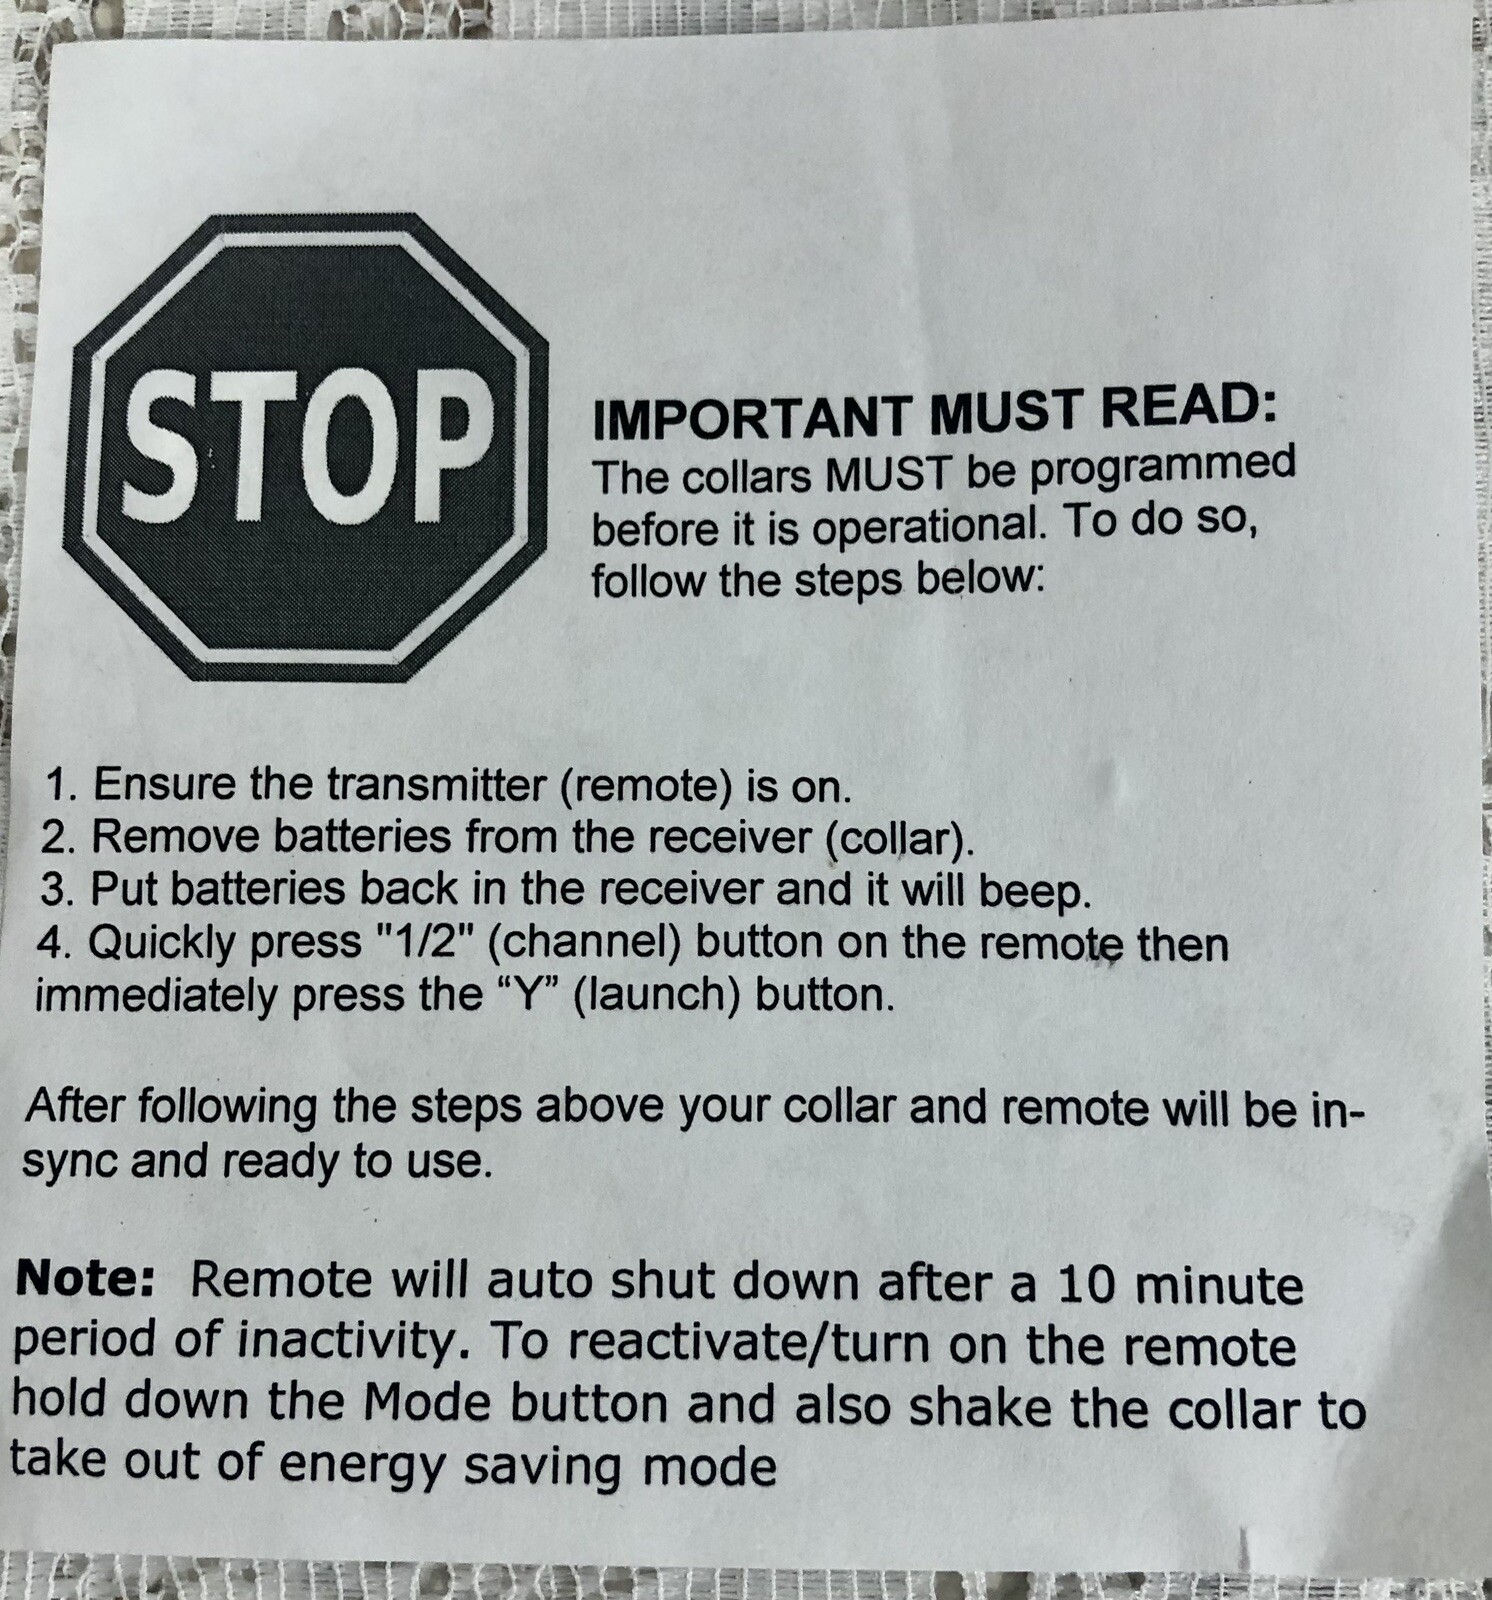 STOP
IMPORTANT MUST READ:
The collars MUST be programmed
before it is operational. To do so,
follow the steps below:
1. Ensure the transmitter (remote) is on.
2. Remove batteries from the receiver (collar).
3. Put batteries back in the receiver and it will beep.
4. Quickly press "1/2" (channel) button on the remote then
immediately press the “Y” (launch) button.
After following the steps above your collar and remote will be in-
sync and ready to use.
Note: Remote will auto shut down after a 10 minute
period of inactivity. To reactivate/turn on the remote
hold down the Mode button and also shake the collar to
take out of energy saving mode